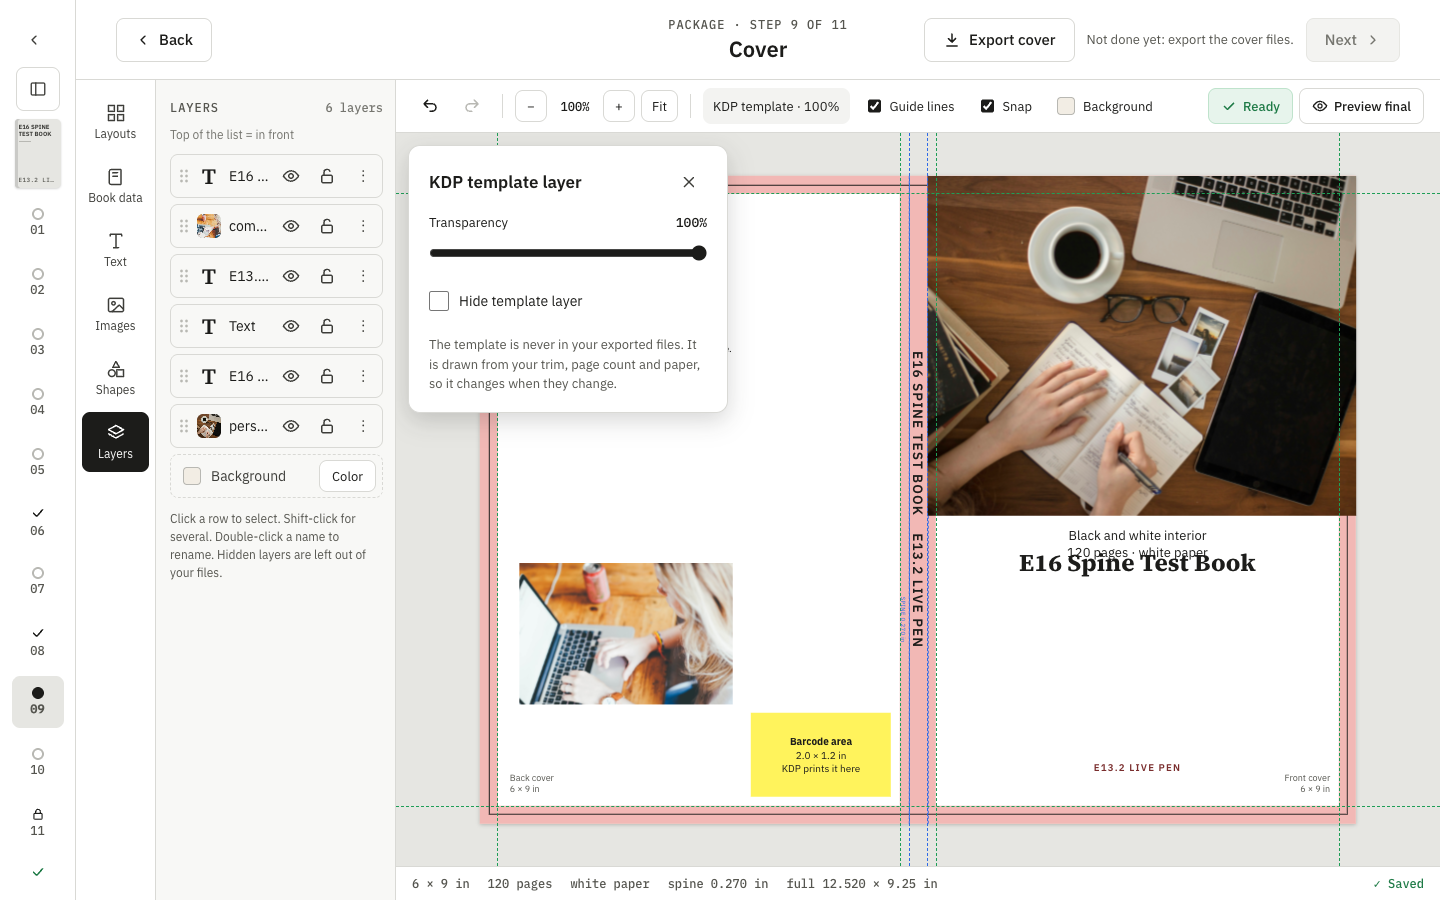 Back
PACKAGE · STEP 9 OF 11
Cover
Export cover
Not done yet: export the cover files.
Next
E16 SPINE
TEST BOOK
E13.2 LI…
01
02
03
04
05
06
07
08
09
10
11
Layouts
Book data
Text
Images
Shapes
Layers
LAYERS
6 layers
Top of the list = in front
E16 ...
com...
E13....
Text
E16 ...
pers...
Background
Color
Click a row to select. Shift-click for
several. Double-click a name to
rename. Hidden layers are left out of
your files.
−
100%
+
Fit
KDP template · 100%
Guide lines
Snap
Background
Ready
Preview final
KDP template layer
Transparency
100%
Hide template layer
The template is never in your exported files. It
is drawn from your trim, page count and paper,
so it changes when they change.
Barcode area
2.0 × 1.2 in
KDP prints it here
Back cover
6 × 9 in
E16 SPINE TEST BOOK
E13.2 LIVE PEN
Black and white interior
120 pages · white paper
E16 Spine Test Book
E13.2 LIVE PEN
Front cover
6 × 9 in
6 × 9 in
120 pages
white paper
spine 0.270 in
full 12.520 × 9.25 in
✓ Saved